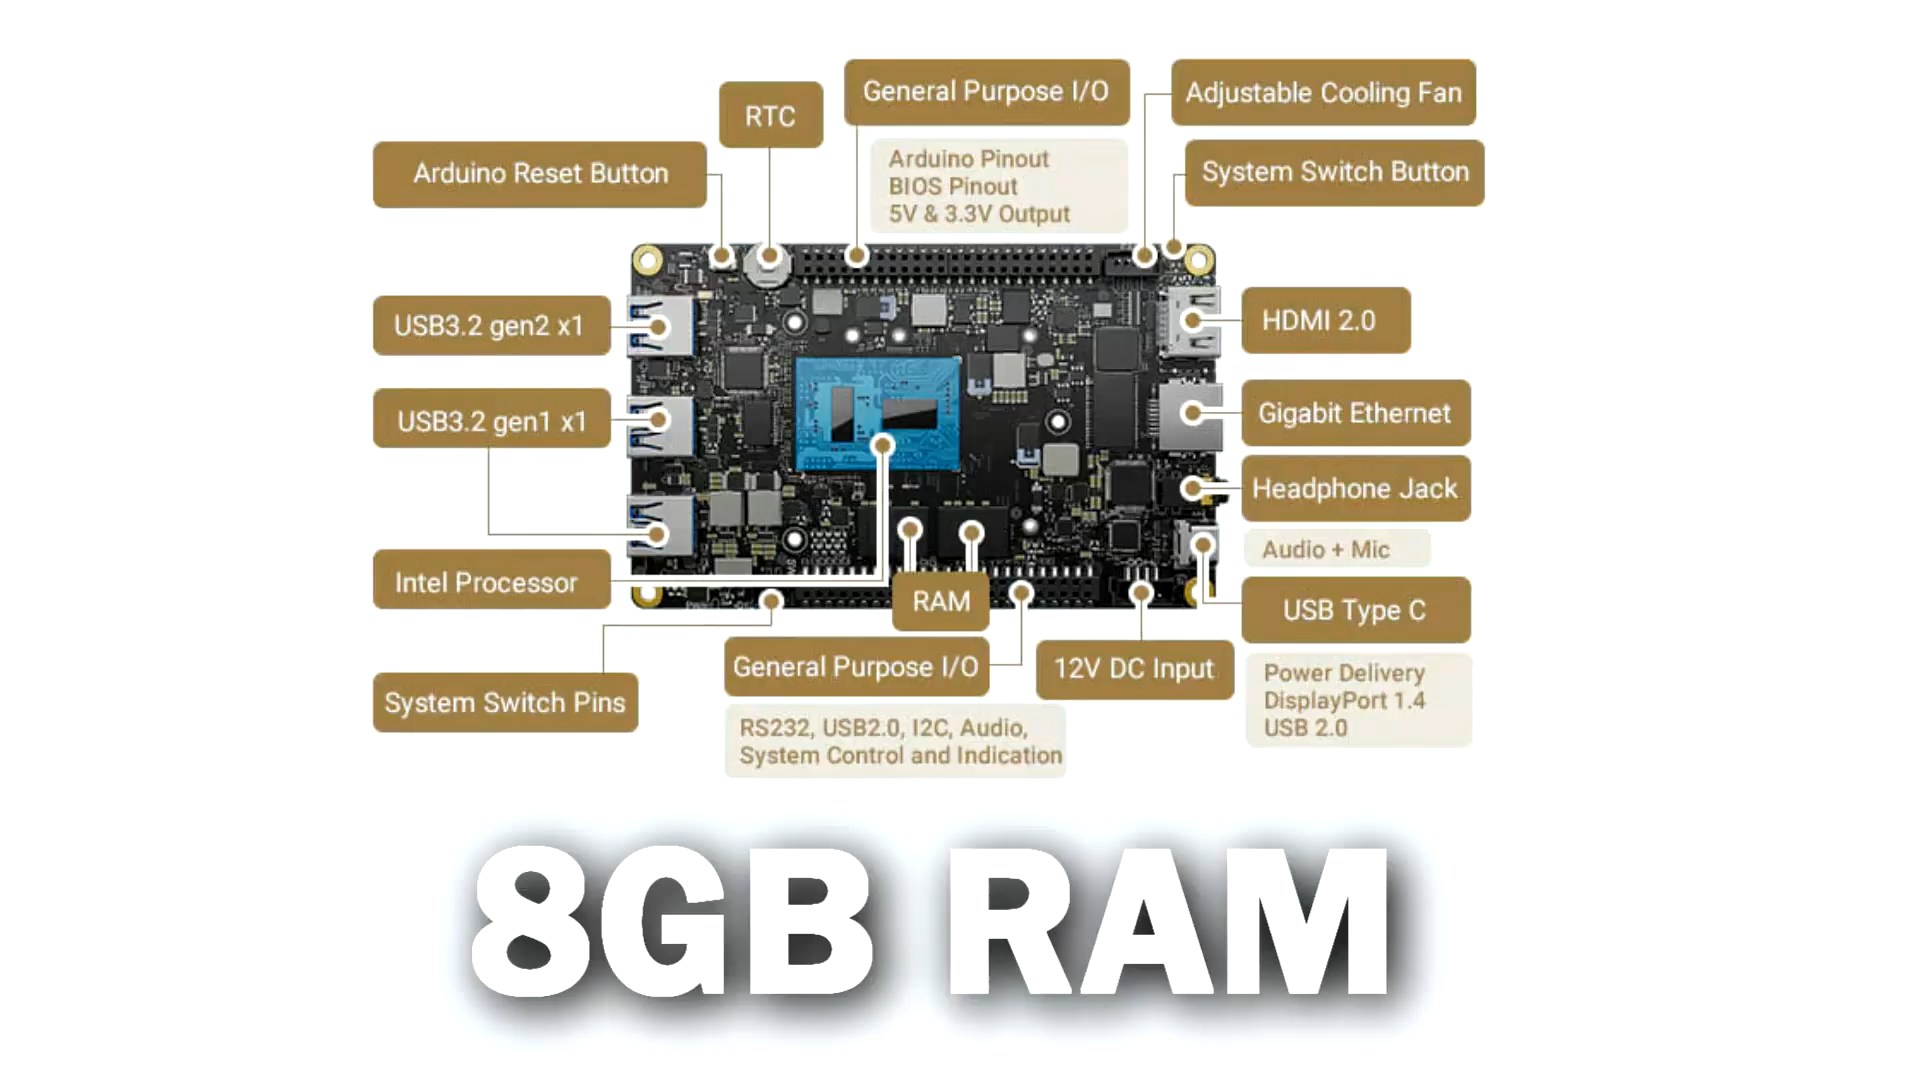 RTC
General Purpose I/O
Adjustable Cooling Fan
Arduino Reset Button
Arduino Pinout
BIOS Pinout
5V & 3.3V Output
System Switch Button
USB3.2 gen2 x1
HDMI 2.0
USB3.2 gen1 x1
Gigabit Ethernet
Headphone Jack
Audio + Mic
Intel Processor
RAM
USB Type C
Power Delivery
DisplayPort 1.4
USB 2.0
System Switch Pins
General Purpose I/O
RS232, USB2.0, I2C, Audio,
System Control and Indication
12V DC Input
8GB RAM